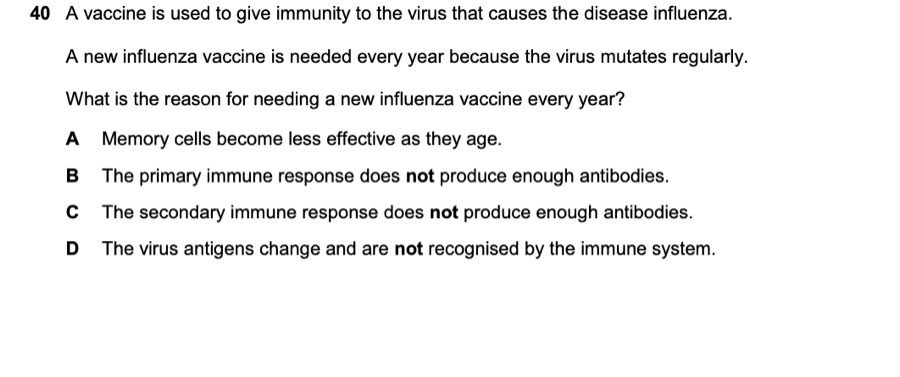 40 A vaccine is used to give immunity to the virus that causes the disease influenza.
A new influenza vaccine is needed every year because the virus mutates regularly.
What is the reason for needing a new influenza vaccine every year?
A Memory cells become less effective as they age.
B The primary immune response does not produce enough antibodies.
C The secondary immune response does not produce enough antibodies.
D The virus antigens change and are not recognised by the immune system.